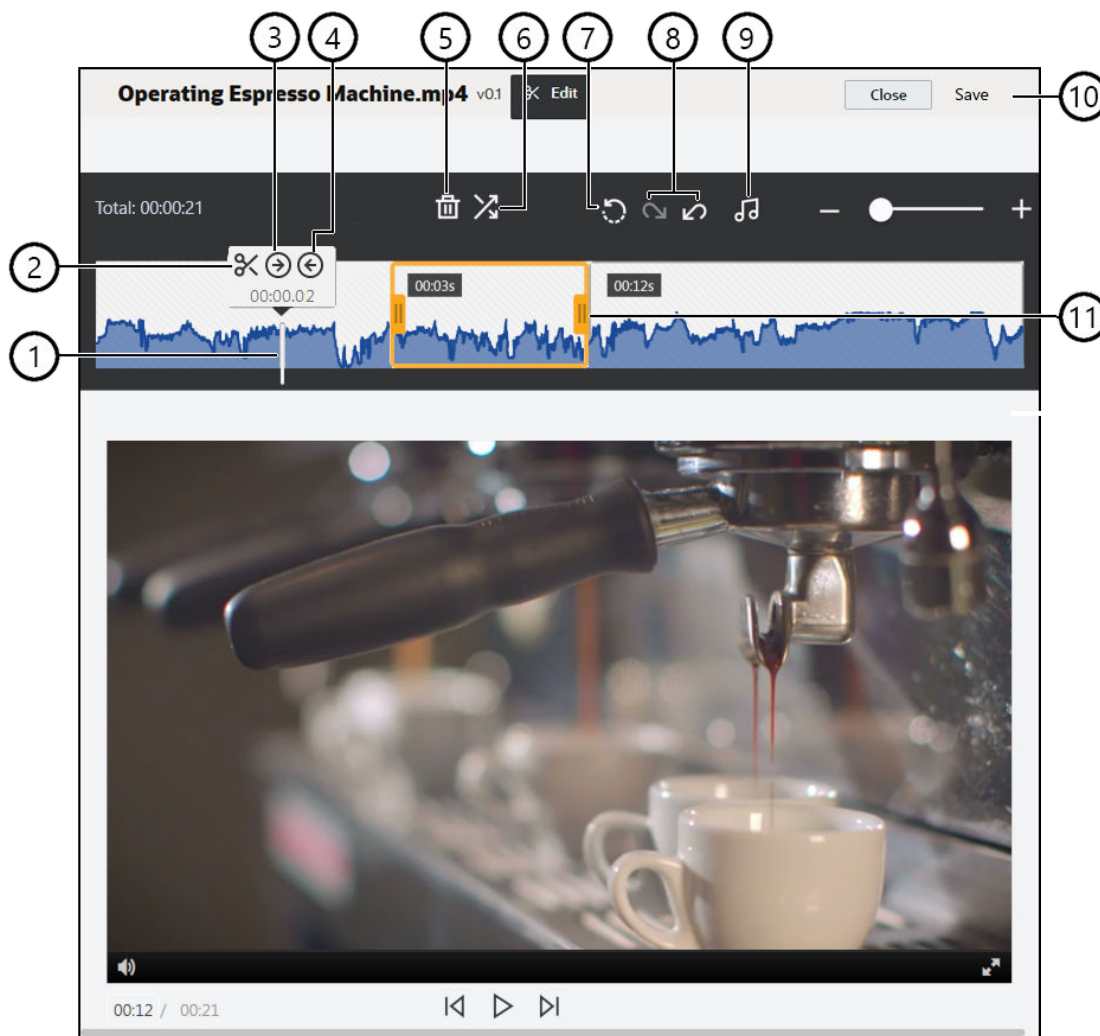 3 4 5 6 7 8 9
Operating Espresso Machine.mp4 v0.1 Edit Close Save 10
Total: 00:00:21
2
00:00.02
00:03s 00:12s
11
1
00:12 / 00:21